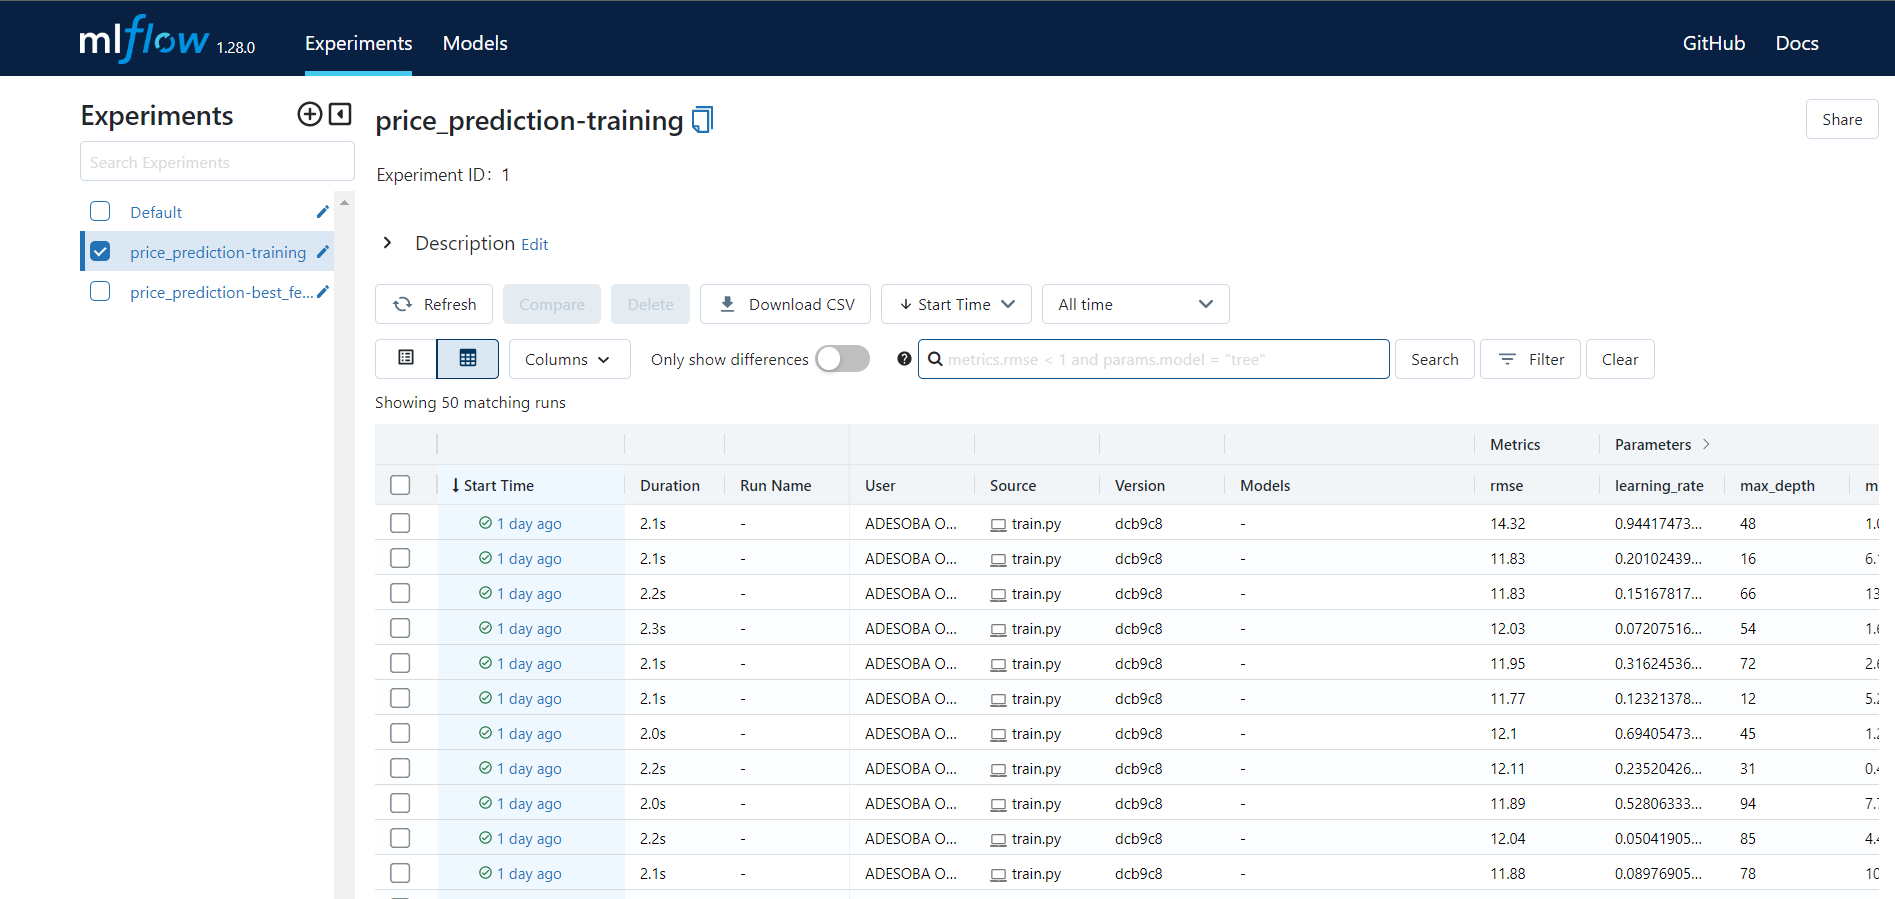 mlflow 1.28.0 Experiments Models GitHub Docs
Experiments
Search Experiments
Default
price_prediction-training
price_prediction-best_fe...
price_prediction-training
Share
Experiment ID: 1
Description Edit
Refresh Compare Delete Download CSV Start Time All time
Columns Only show differences metrics.rmse < 1 and params.model = "tree" Search Filter Clear
Showing 50 matching runs
Metrics Parameters
Start Time Duration Run Name User Source Version Models rmse learning_rate max_depth m
1 day ago 2.1s - ADESOBA O... train.py dcb9c8 - 14.32 0.94417473... 48 1.0
1 day ago 2.1s - ADESOBA O... train.py dcb9c8 - 11.83 0.20102439... 16 6.1
1 day ago 2.2s - ADESOBA O... train.py dcb9c8 - 11.83 0.15167817... 66 13
1 day ago 2.3s - ADESOBA O... train.py dcb9c8 - 12.03 0.07207516... 54 1.6
1 day ago 2.1s - ADESOBA O... train.py dcb9c8 - 11.95 0.31624536... 72 2.6
1 day ago 2.1s - ADESOBA O... train.py dcb9c8 - 11.77 0.12321378... 12 5.2
1 day ago 2.0s - ADESOBA O... train.py dcb9c8 - 12.1 0.69405473... 45 1.2
1 day ago 2.2s - ADESOBA O... train.py dcb9c8 - 12.11 0.23520426... 31 0.4
1 day ago 2.0s - ADESOBA O... train.py dcb9c8 - 11.89 0.52806333... 94 7.7
1 day ago 2.2s - ADESOBA O... train.py dcb9c8 - 12.04 0.05041905... 85 4.4
1 day ago 2.1s - ADESOBA O... train.py dcb9c8 - 11.88 0.08976905... 78 10